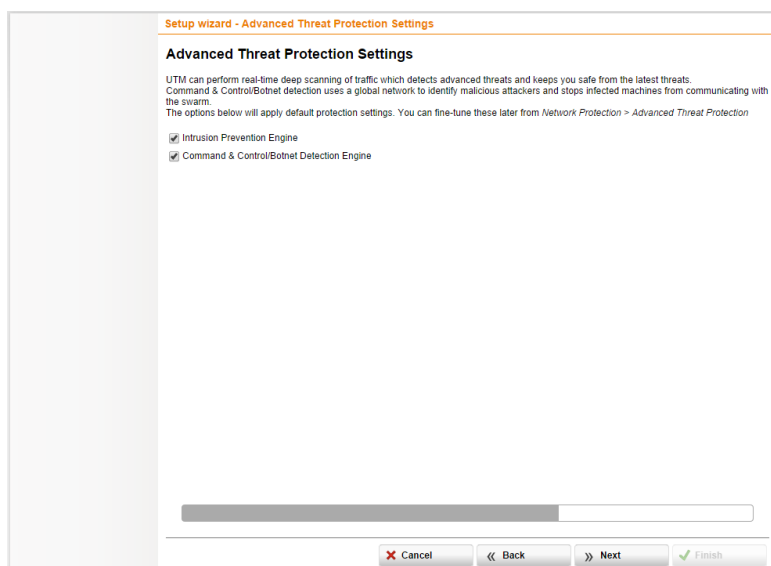 Setup wizard - Advanced Threat Protection Settings
Advanced Threat Protection Settings
UTM can perform real-time deep scanning of traffic which detects advanced threats and keeps you safe from the latest threats.
Command & Control/Botnet detection uses a global network to identify malicious attackers and stops infected machines from communicating with
the swarm.
The options below will apply default protection settings. You can fine-tune these later from Network Protection > Advanced Threat Protection
Intrusion Prevention Engine
Command & Control/Botnet Detection Engine
Cancel
Back
Next
Finish